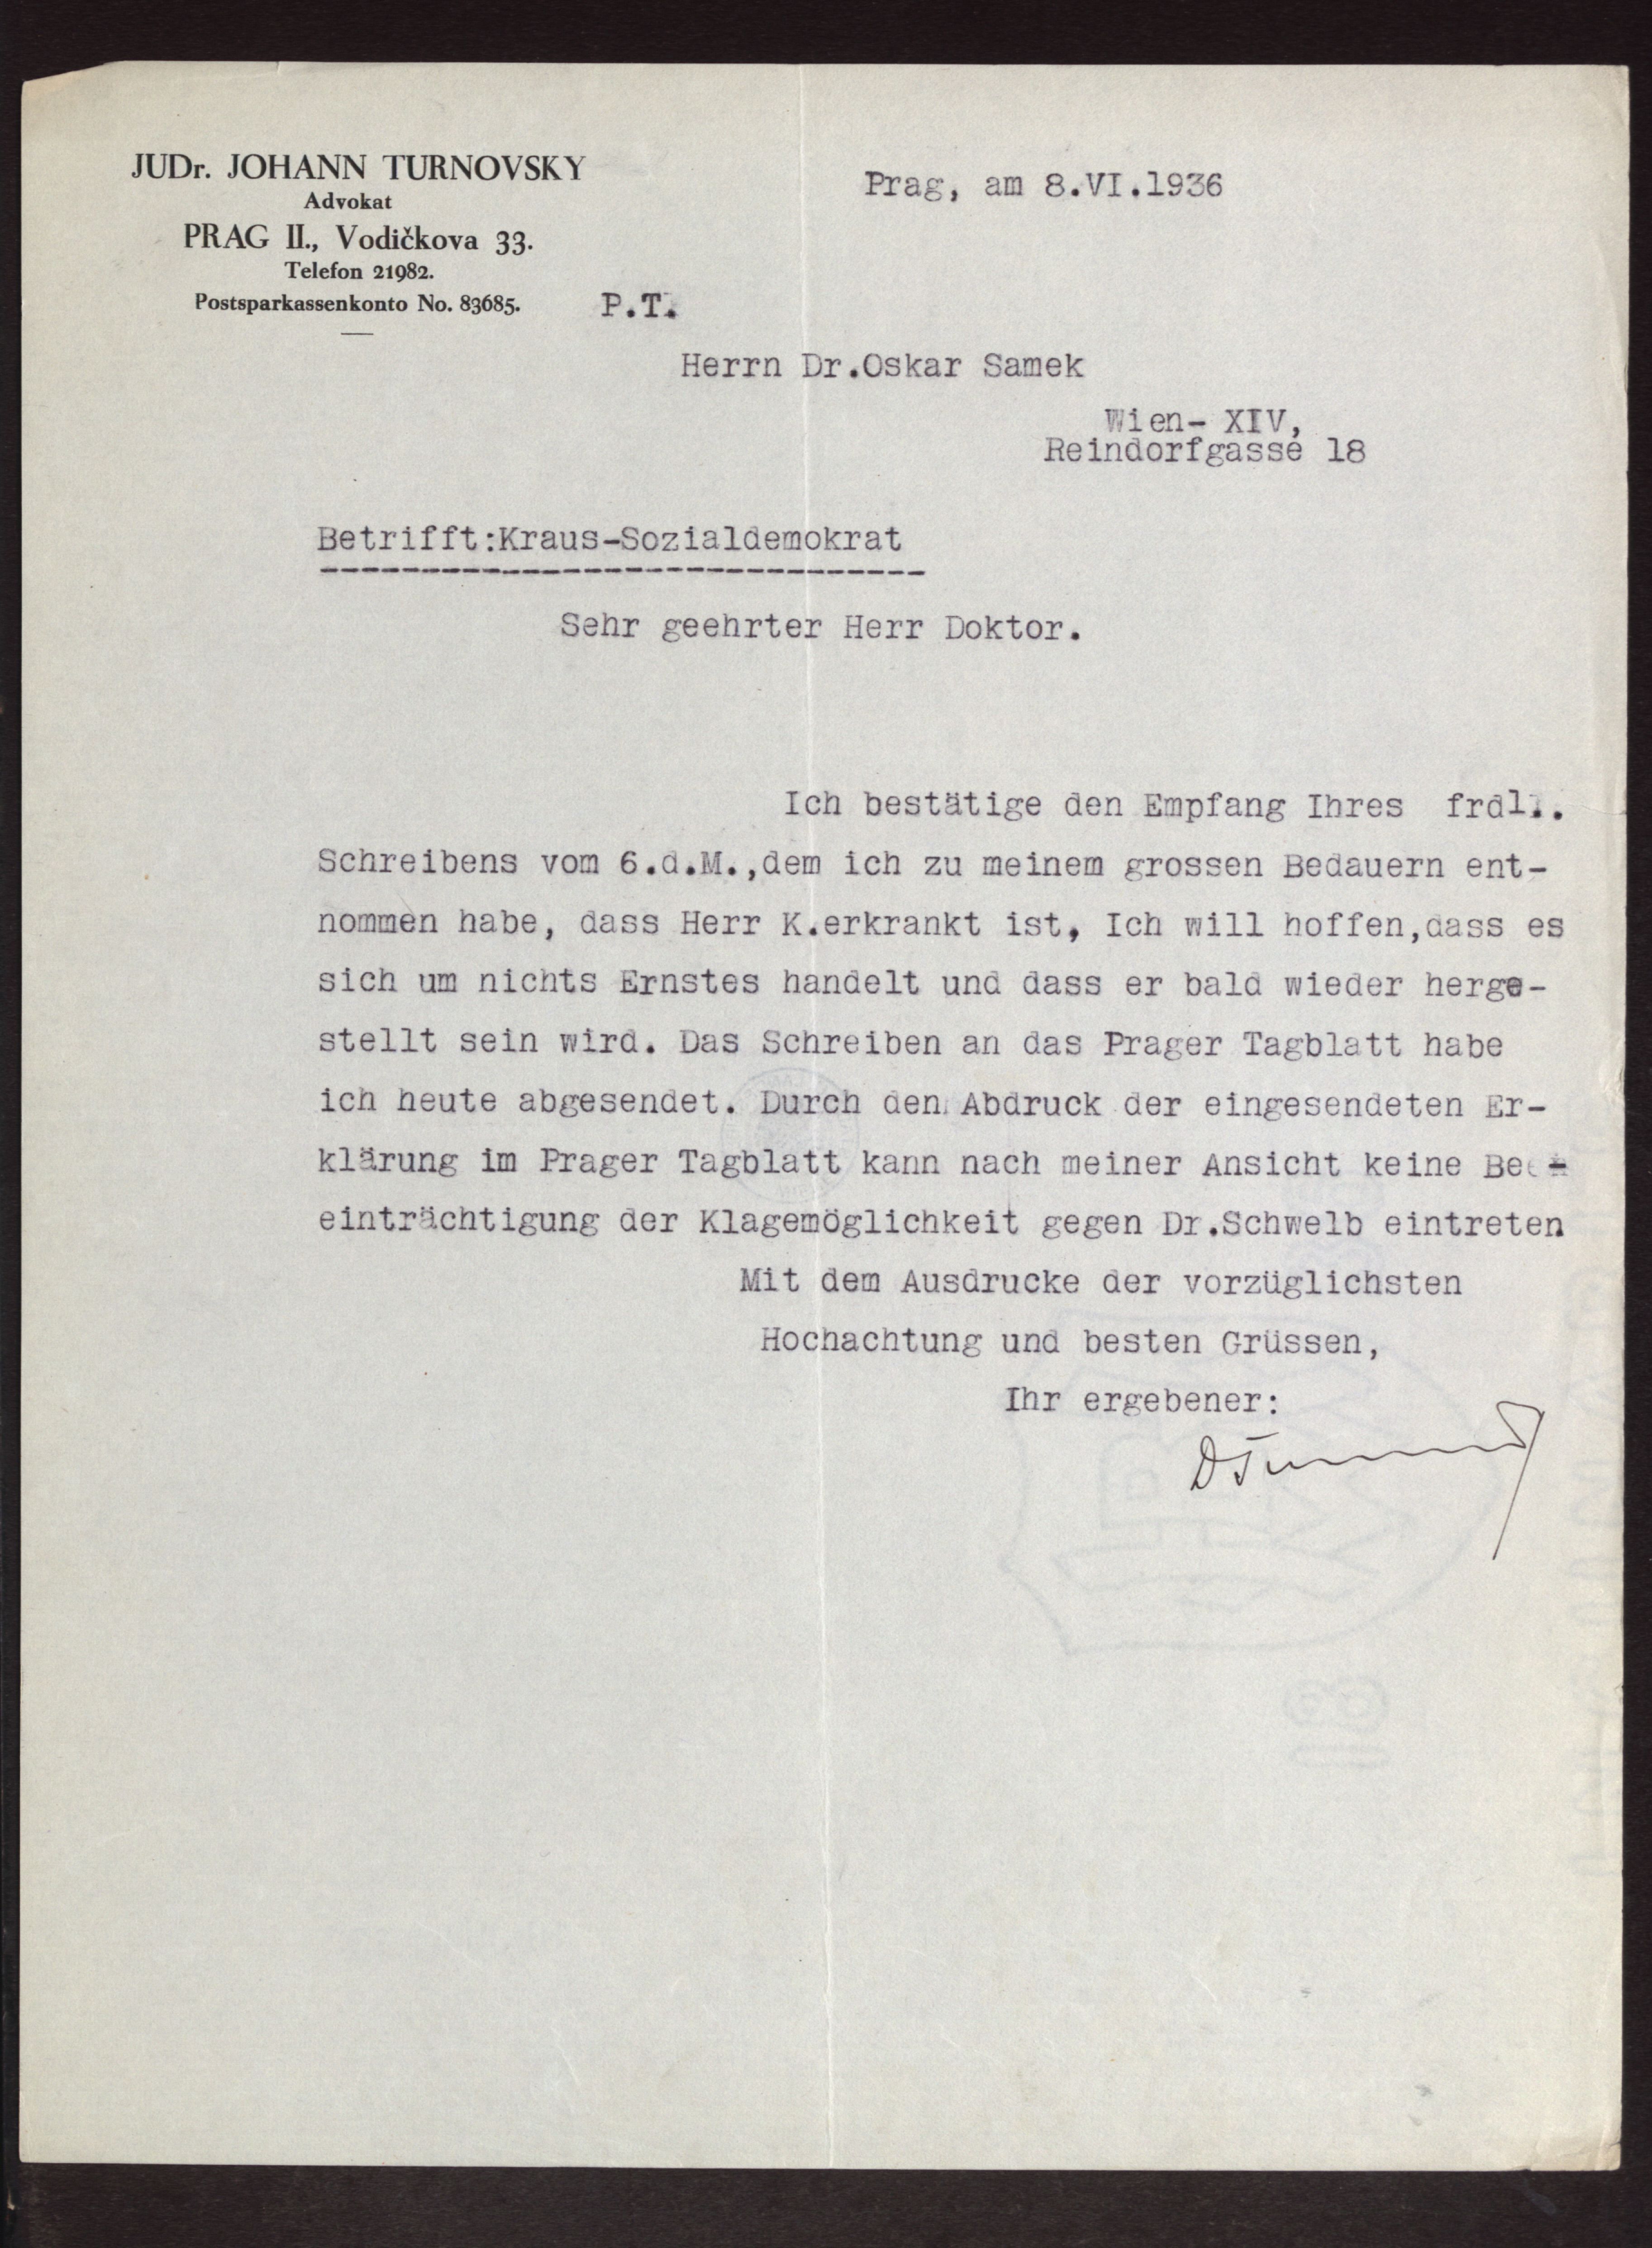 JUDr. JOHANN TURNOVSKY
Advokat
PRAG II., Vodičkova 33.
Telefon 21982.
Postsparkassenkonto No. 83685.
Prag, am 8.VI.1936
P.T.
Herrn Dr.Oskar Samek
Wien- XIV,
Reindorfgasse 18
Betrifft:Kraus-Sozialdemokrat
Sehr geehrter Herr Doktor.
Ich bestätige den Empfang Ihres frdl.
Schreibens vom 6.d.M.,dem ich zu meinem grossen Bedauern ent-
nommen habe, dass Herr K.erkrankt ist, Ich will hoffen,dass es
sich um nichts Ernstes handelt und dass er bald wieder herge-
stellt sein wird. Das Schreiben an das Prager Tagblatt habe
ich heute abgesendet. Durch den Abdruck der eingesendeten Er-
klärung im Prager Tagblatt kann nach meiner Ansicht keine Be-
einträchtigung der Klagemöglichkeit gegen Dr.Schwelb eintreten
Mit dem Ausdrucke der vorzüglichsten
Hochachtung und besten Grüssen,
Ihr ergebener: